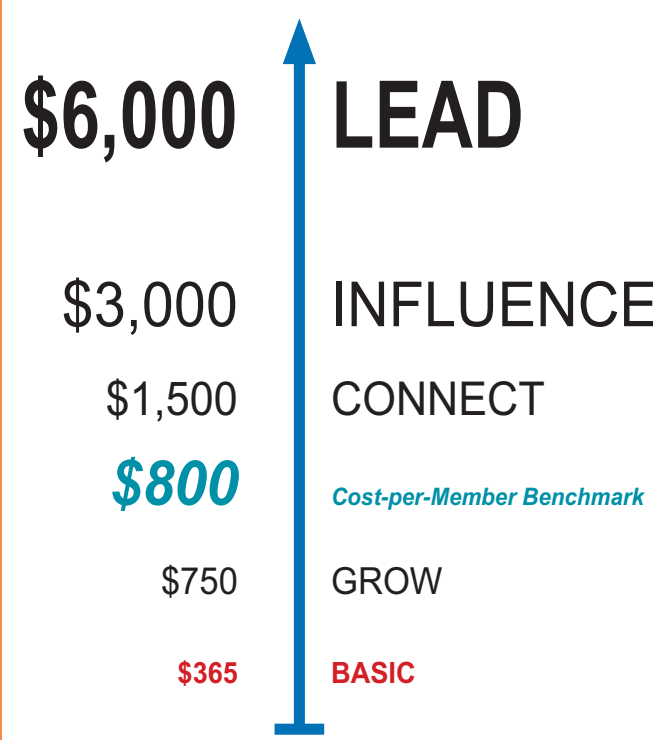 $6,000 LEAD
$3,000 INFLUENCE
$1,500 CONNECT
$800 Cost-per-Member Benchmark
$750 GROW
$365 BASIC